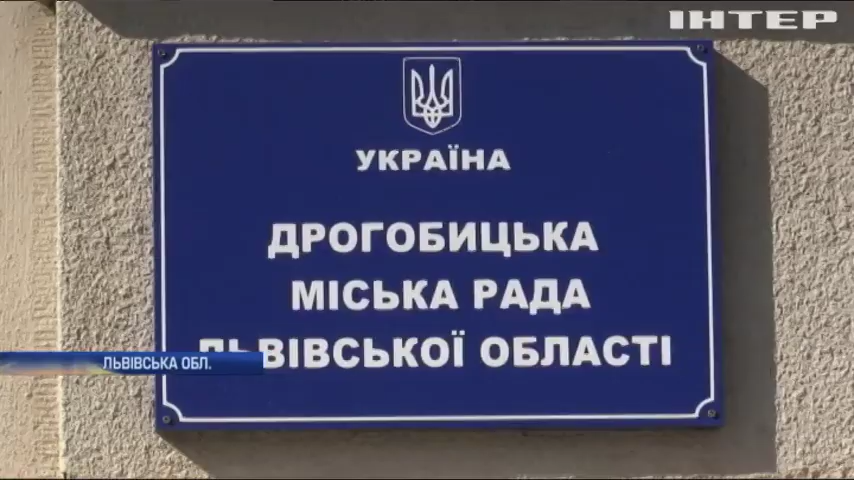 ІНТЕР
УКРАЇНА
ДРОГОБИЦЬКА
МІСЬКА РАДА
ЛЬВІВСЬКОЇ ОБЛАСТІ
ЛЬВІВСЬКА ОБЛ.